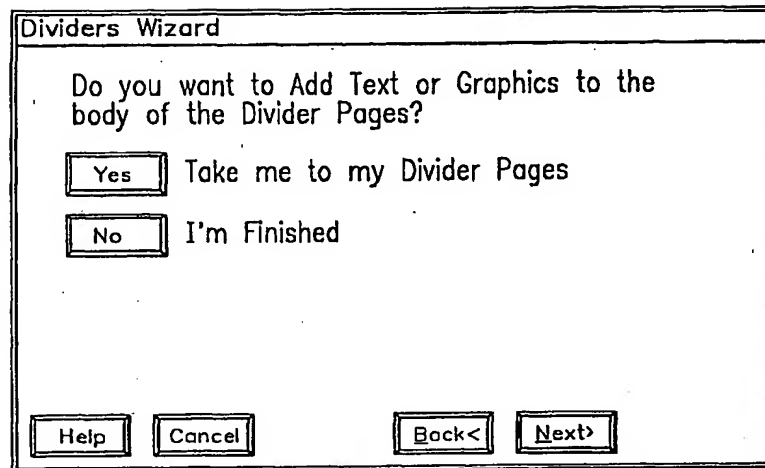 Dividers Wizard
Do you want to Add Text or Graphics to the
body of the Divider Pages?
Yes Take me to my Divider Pages
No I'm Finished
Help Cancel Back< Next>